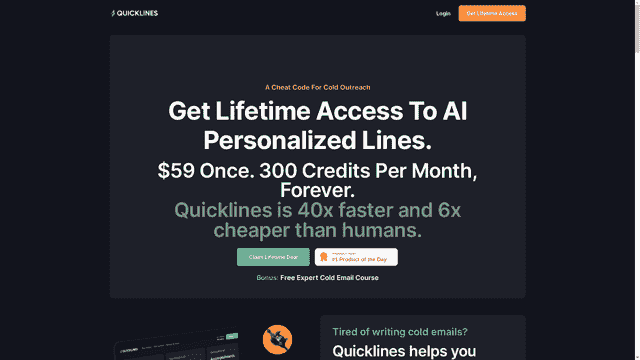 QUICKLINES
Login
Get Lifetime Access
A Cheat Code For Cold Outreach
Get Lifetime Access To AI
Personalized Lines.
$59 Once. 300 Credits Per Month,
Forever.
Quicklines is 40x faster and 6x
cheaper than humans.
Claim Lifetime Deal
#1 Product of the Day
Bonus: Free Expert Cold Email Course
Tired of writing cold emails?
Quicklines helps you